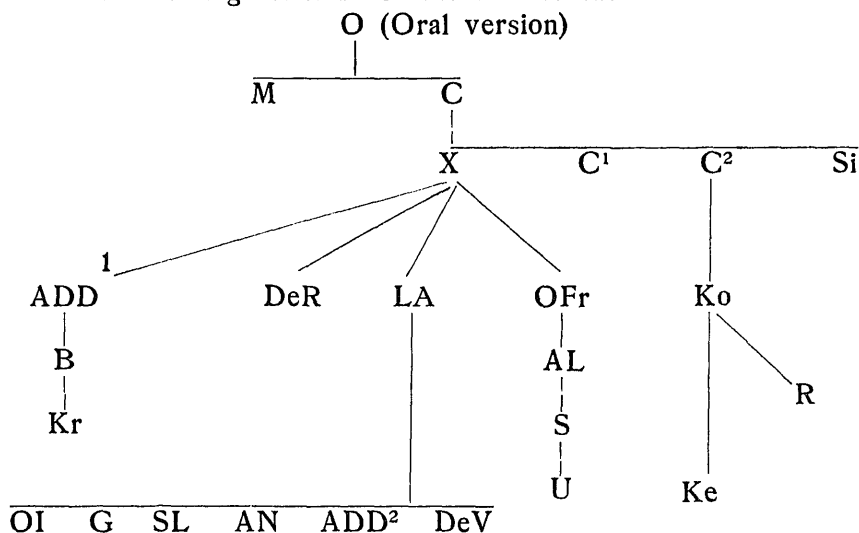 O (Oral version)
M C
X C¹ C² Si
1
ADD DeR LA OFr Ko
B AL
R
Kr S
U Ke
OI G SL AN ADD² DeV